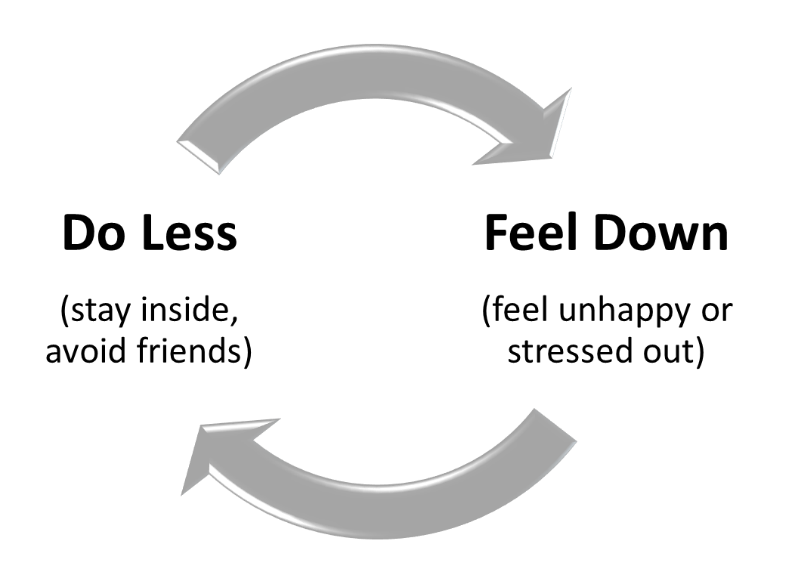 Do Less
(stay inside,
avoid friends)
Feel Down
(feel unhappy or
stressed out)